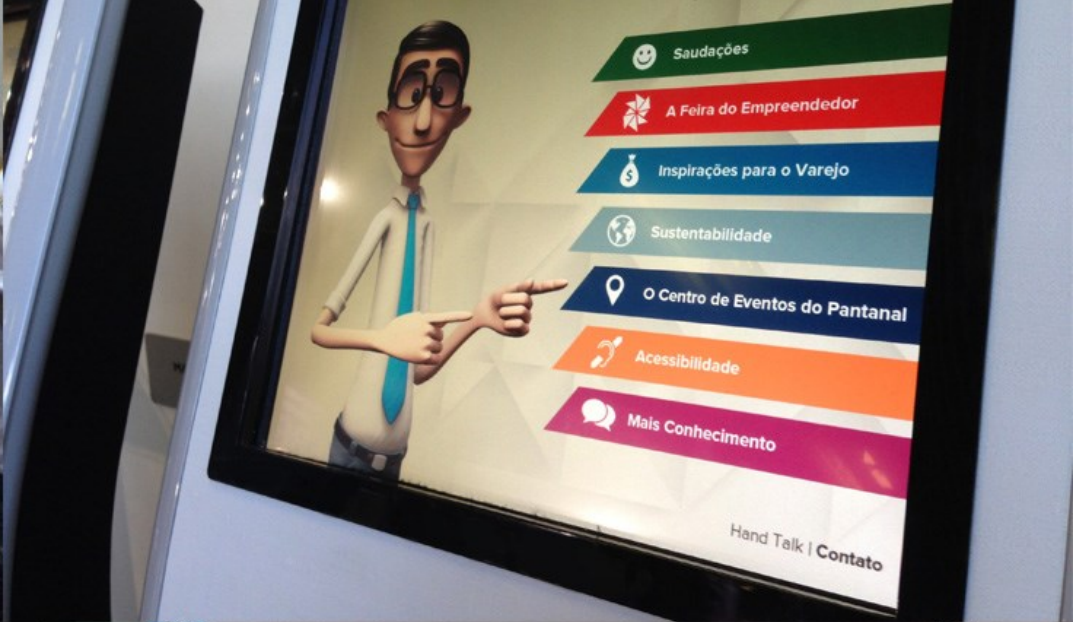 Saudações
A Feira do Empreendedor
Inspirações para o Varejo
Sustentabilidade
O Centro de Eventos do Pantanal
Acessibilidade
Mais Conhecimento
Hand Talk | Contato